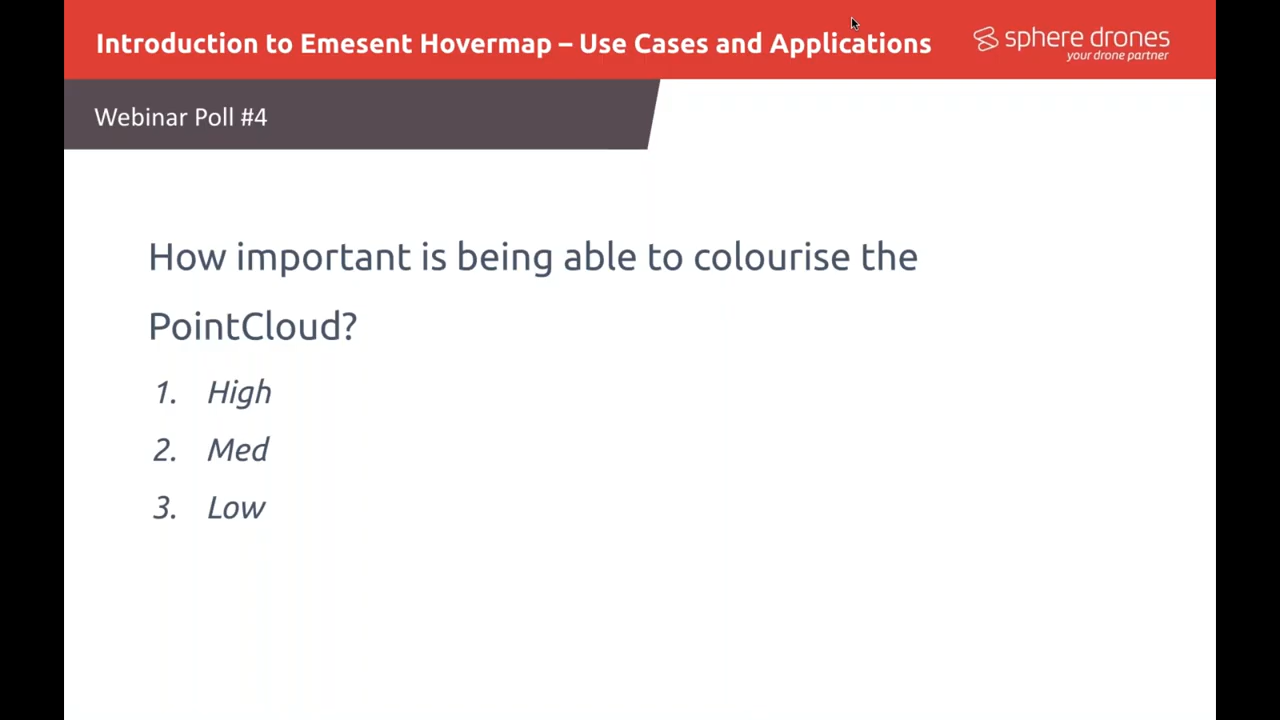 Introduction to Emesent Hovermap – Use Cases and Applications
sphere drones
your drone partner
Webinar Poll #4
How important is being able to colourise the
PointCloud?
1. High
2. Med
3. Low